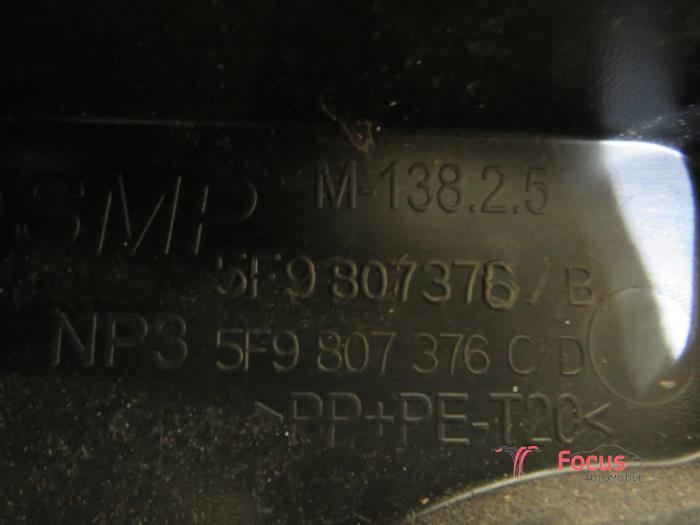 SMP M-138.2.5
5F9 807376 / B
NP3 5F9 807 376 C/D
>PP+PE-T20<
Focus
AUTOMOTIVE